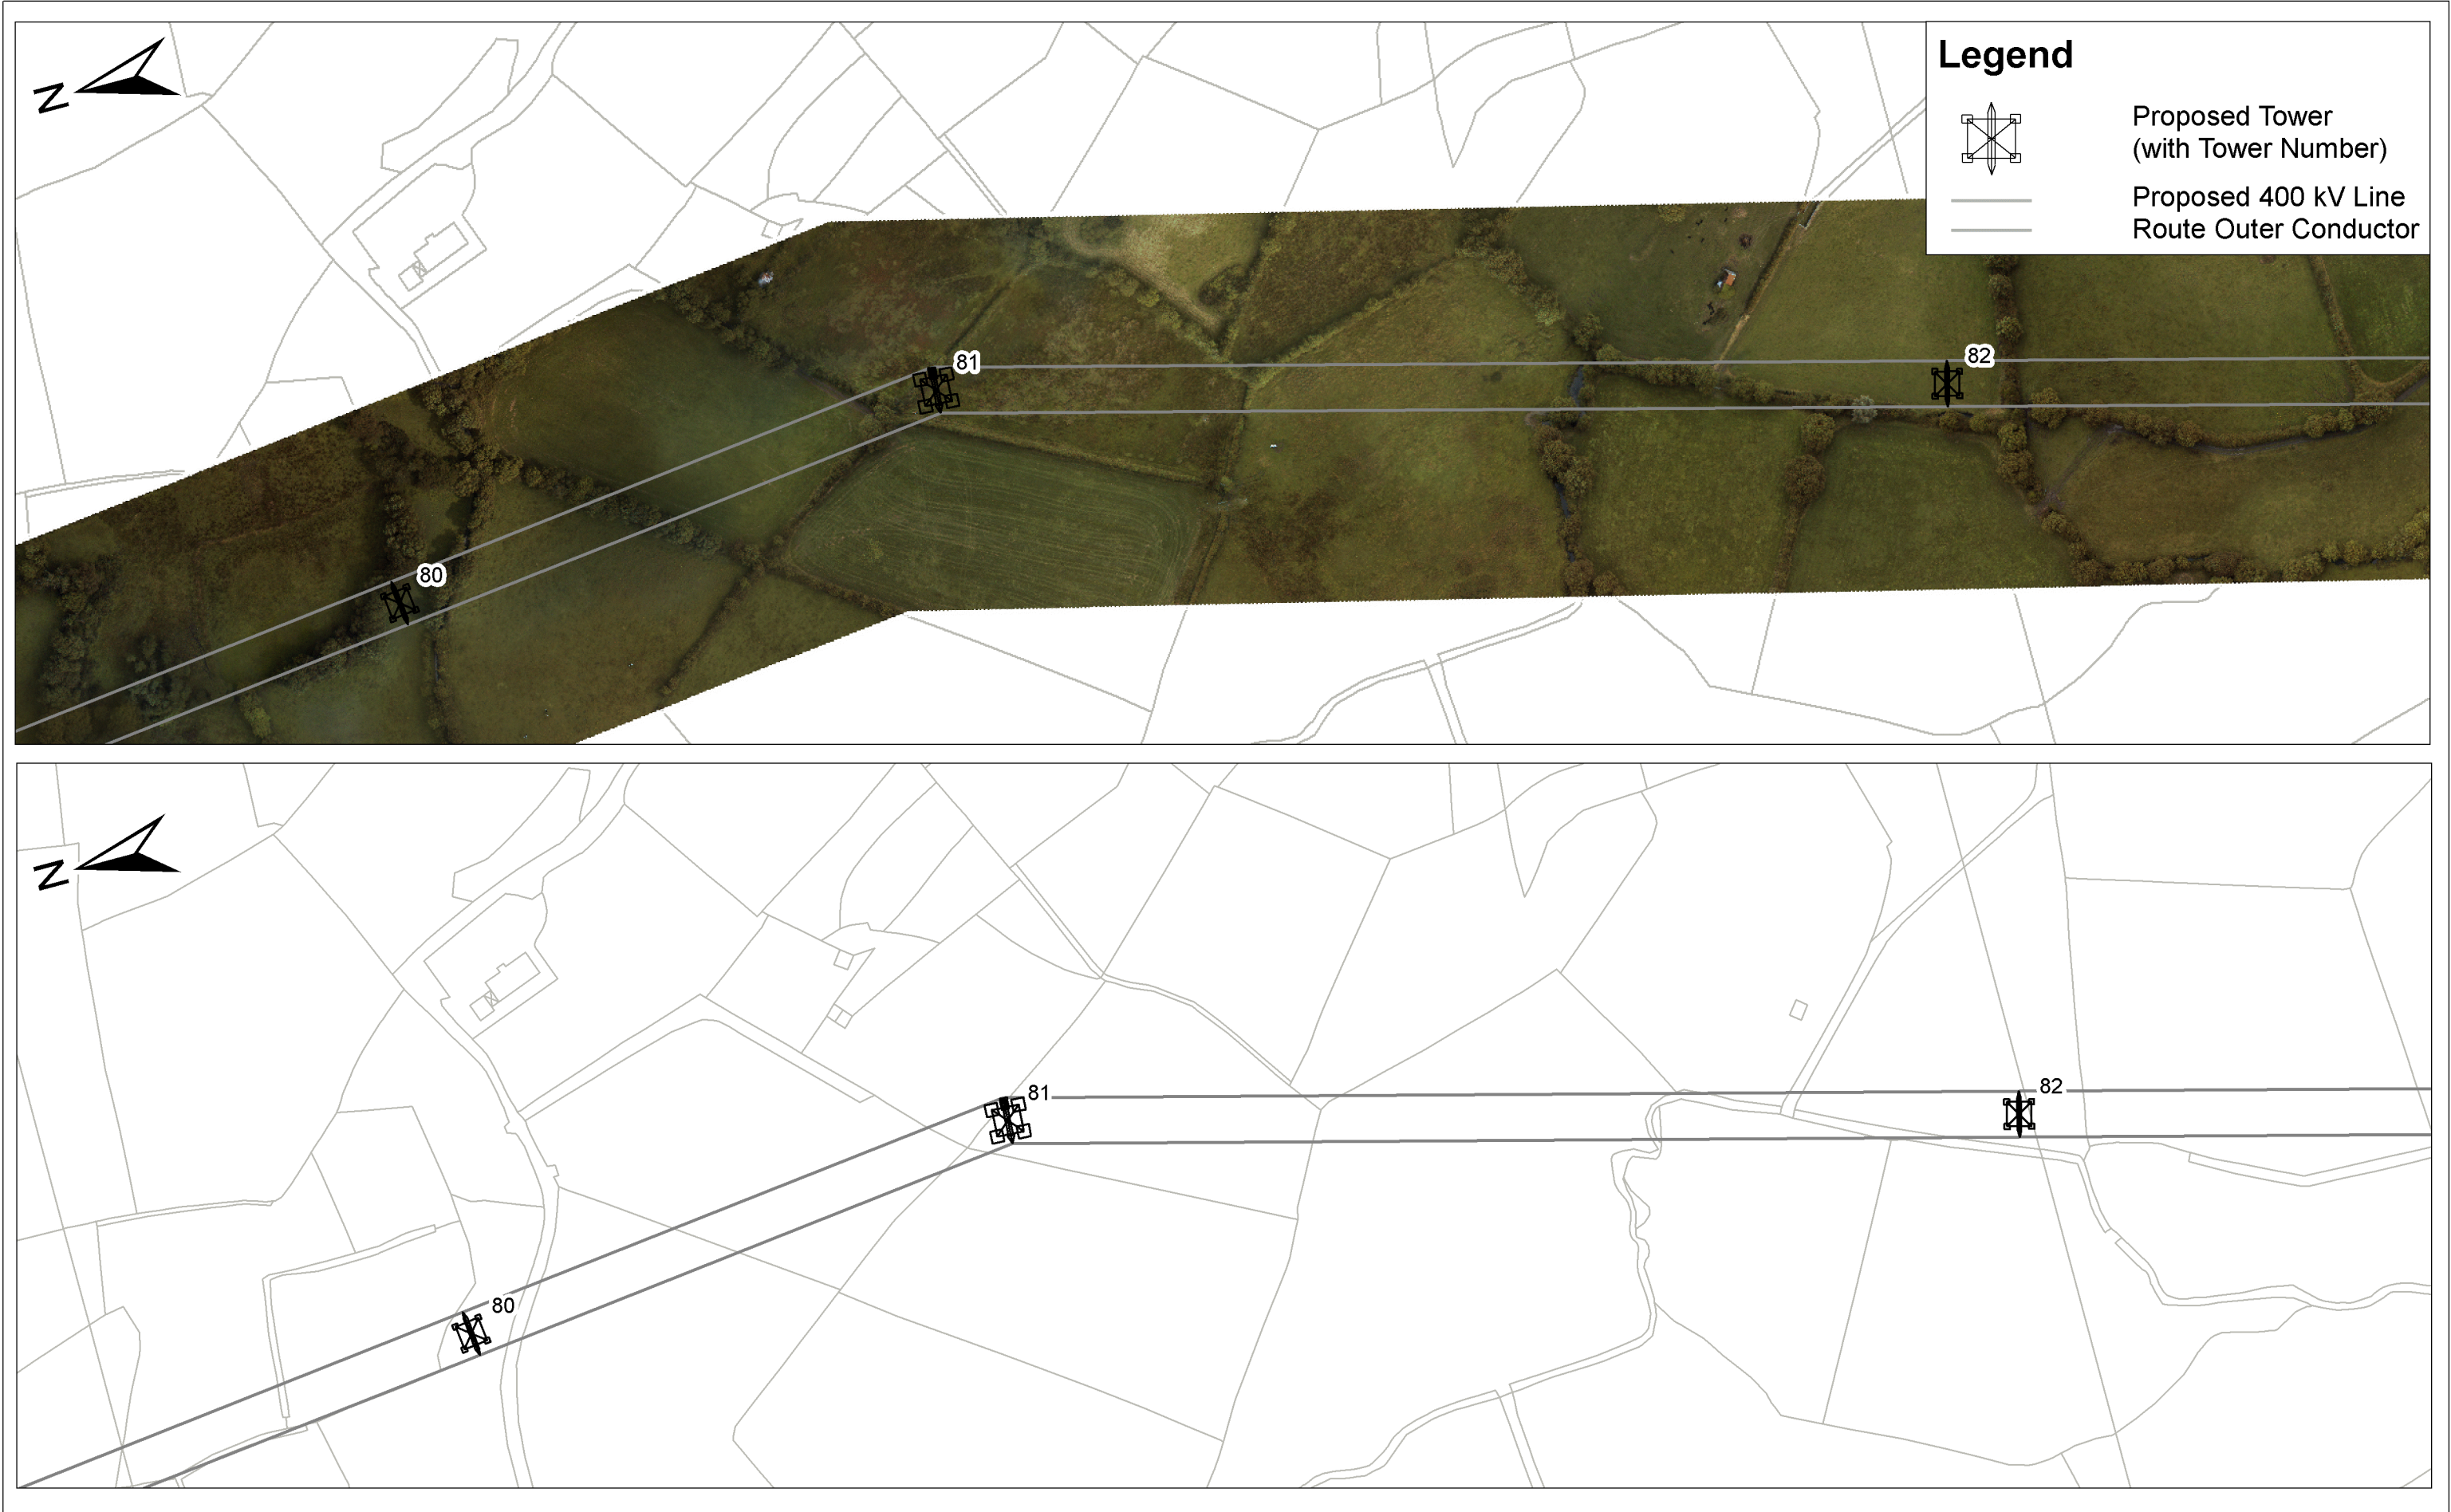 N
Legend
Proposed Tower
(with Tower Number)
Proposed 400 kV Line
Route Outer Conductor
81
82
80
N
81
82
80